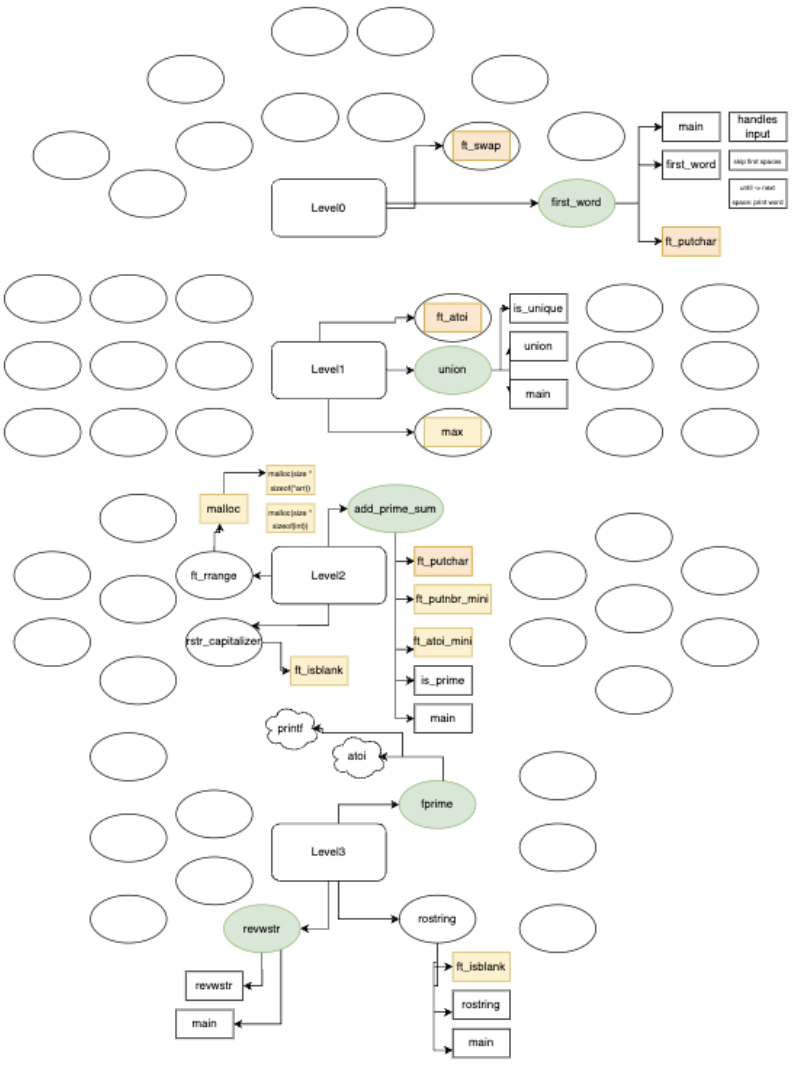 main
handles
input
ft_swap
first_word
skip first spaces
Level0
first_word
until -> next
space: print word
ft_putchar
ft_atoi
is_unique
union
Level1
union
main
max
malloc(size *
sizeof(*arr))
malloc
add_prime_sum
malloc(size *
sizeof(int))
ft_putchar
ft_rrange
Level2
ft_putnbr_mini
rstr_capitalizer
ft_atoi_mini
ft_isblank
is_prime
main
printf
atoi
fprime
Level3
rostring
revwstr
ft_isblank
revwstr
rostring
main
main